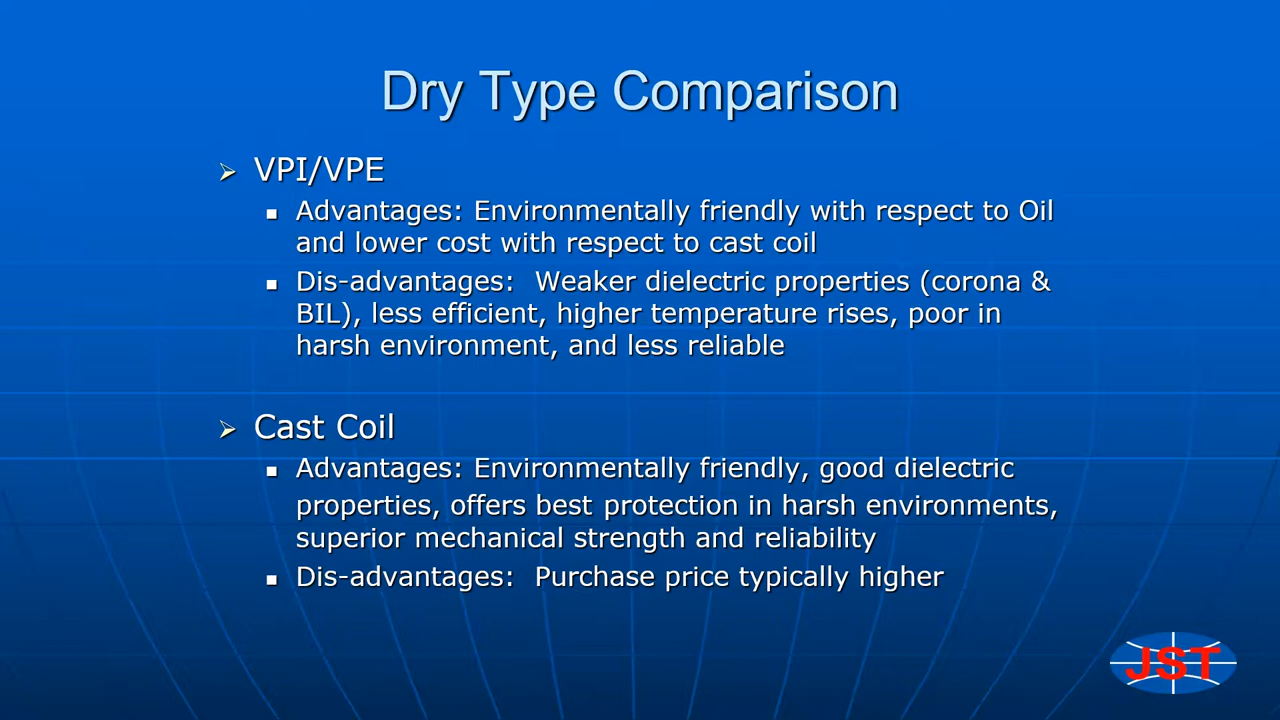 Dry Type Comparison
VPI/VPE
Advantages: Environmentally friendly with respect to Oil
and lower cost with respect to cast coil
Dis-advantages:  Weaker dielectric properties (corona &
BIL), less efficient, higher temperature rises, poor in
harsh environment, and less reliable
Cast Coil
Advantages: Environmentally friendly, good dielectric
properties, offers best protection in harsh environments,
superior mechanical strength and reliability
Dis-advantages:  Purchase price typically higher
JST